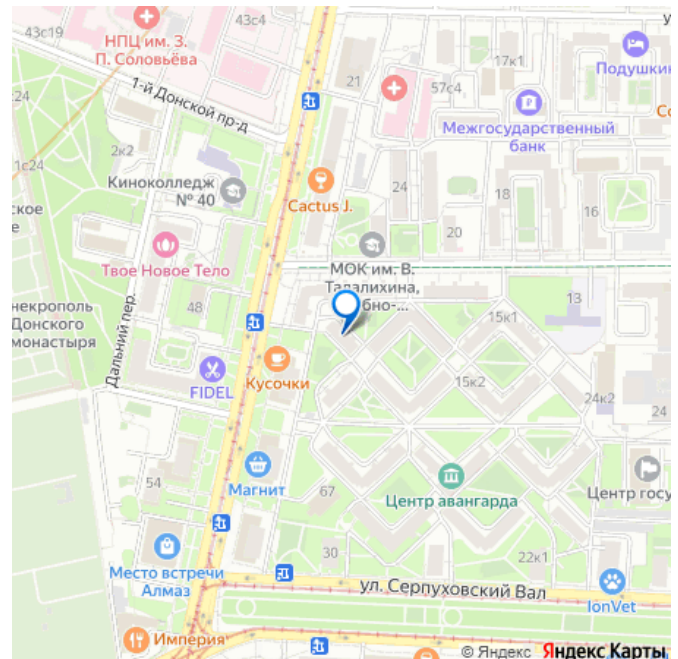 43с19
НПЦ им. З.
П. Соловьёва
43с6
1-й Донской пр-д
21
57с4
17к1
Подушкин
Межгосударственный
банк
2к2
1с24
Киноколледж
№ 40
Cactus J.
24
18
16
20
ское
е
Твое Новое Тело
МОК им. В.
Талалихина,
бно-...
некрополь
Донского
монастыря
Дальний пер.
48
13
15к1
FIDEL
Кусочки
15к2
24к2
24
Магнит
67
54
Центр авангарда
Центр госу
Место встречи
Алмаз
30
22к1
ул. Серпуховский Вал
IonVet
Империя
© Яндекс Яндекс Карты